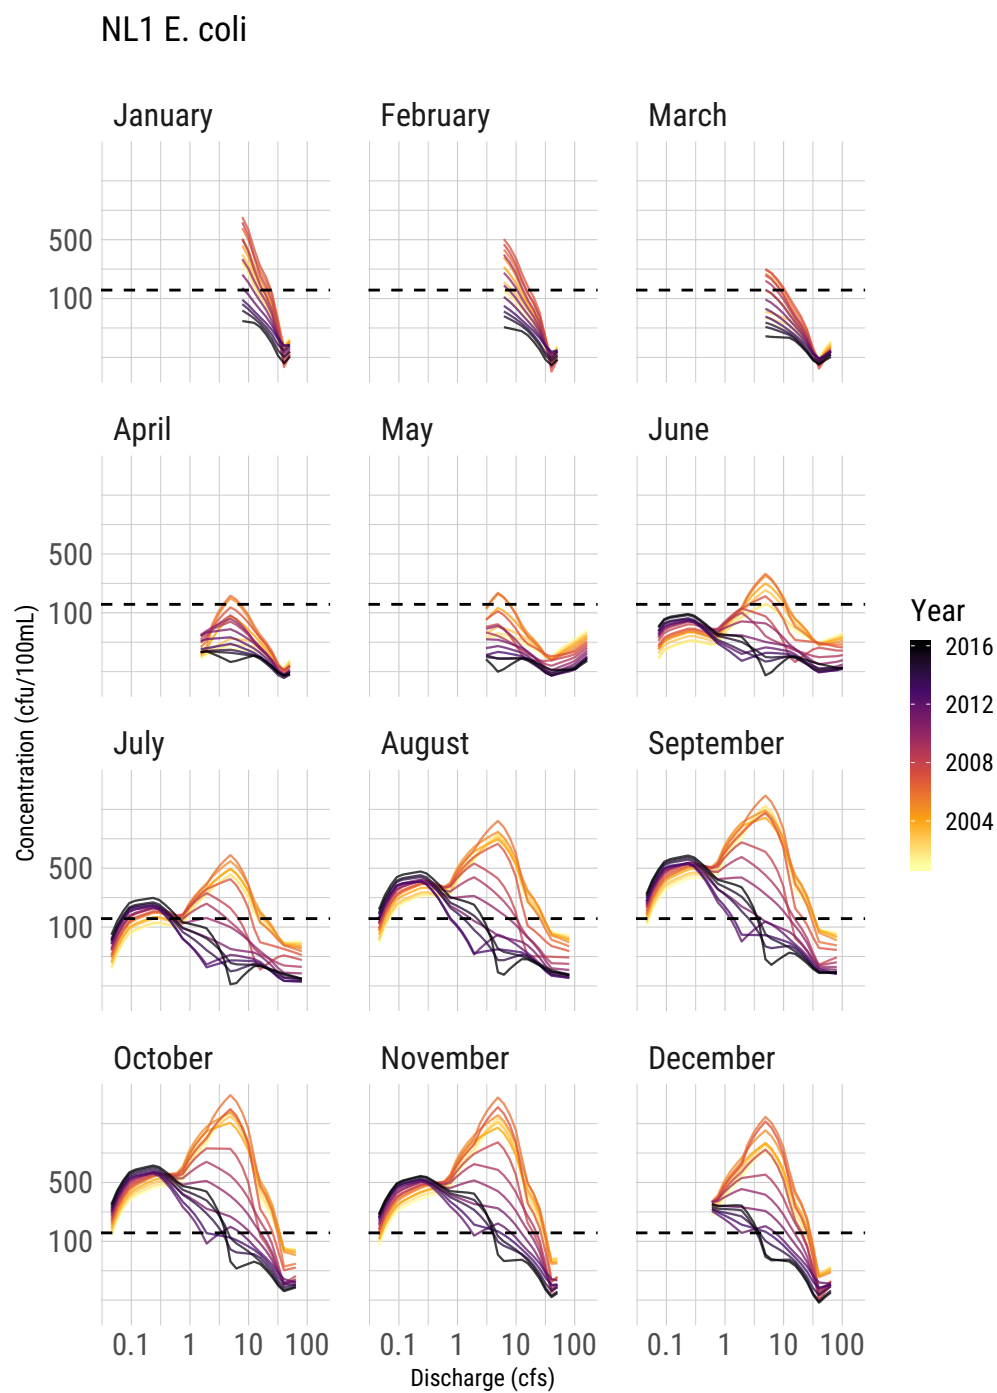 NL1 E. coli
January
February
March
500
100
April
May
June
500
100
Concentration (cfu/100mL)
Year
2016
2012
2008
2004
July
August
September
500
100
October
November
December
500
100
0.1 1 10 100
0.1 1 10 100
0.1 1 10 100
Discharge (cfs)